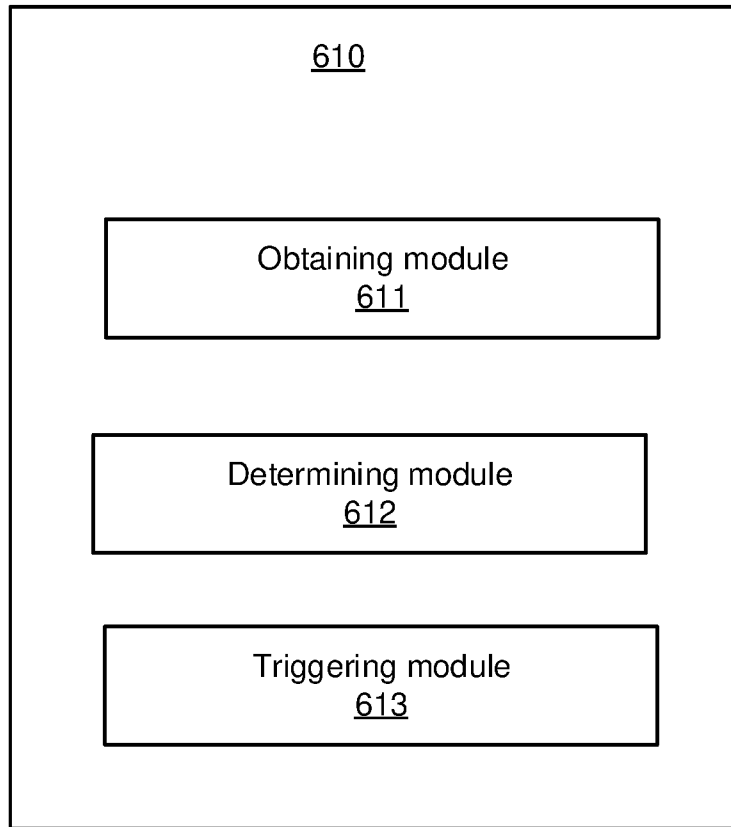 610
Obtaining module
611
Determining module
612
Triggering module
613